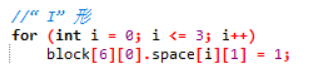 //“ I” 形
for (int i = 0; i <= 3; i++)
block[6][0].space[i][1] = 1;